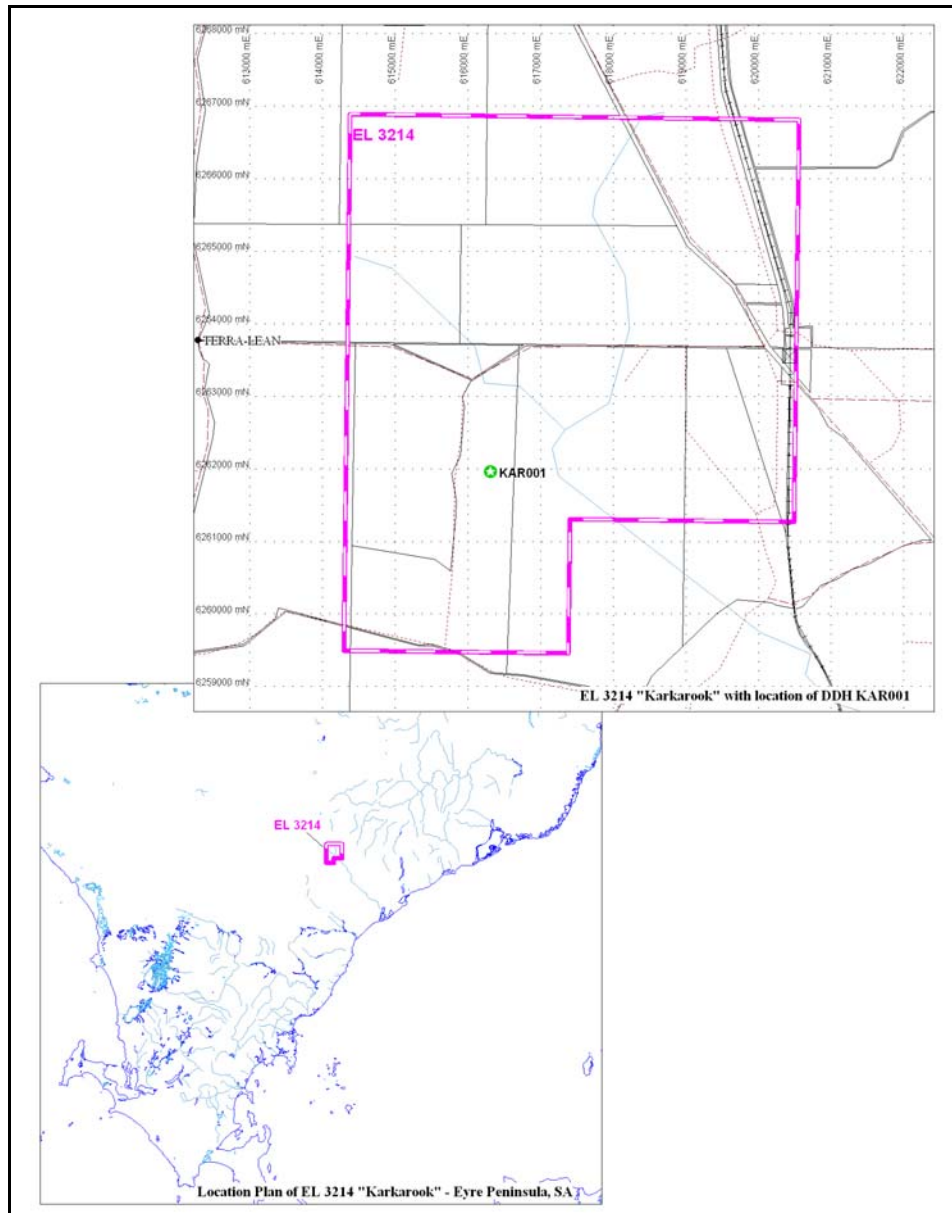 613000 mE
614000 mE
615000 mE
616000 mE
617000 mE
618000 mE
619000 mE
620000 mE
621000 mE
622000 mE
6268000 mN
6267000 mN
EL 3214
6266000 mN
6265000 mN
6264000 mN
TERRA-LEAN
6263000 mN
6262000 mN
KAR001
6261000 mN
6260000 mN
6259000 mN
EL 3214 "Karkarook" with location of DDH KAR001
EL 3214
Location Plan of EL 3214 "Karkarook" - Eyre Peninsula, SA